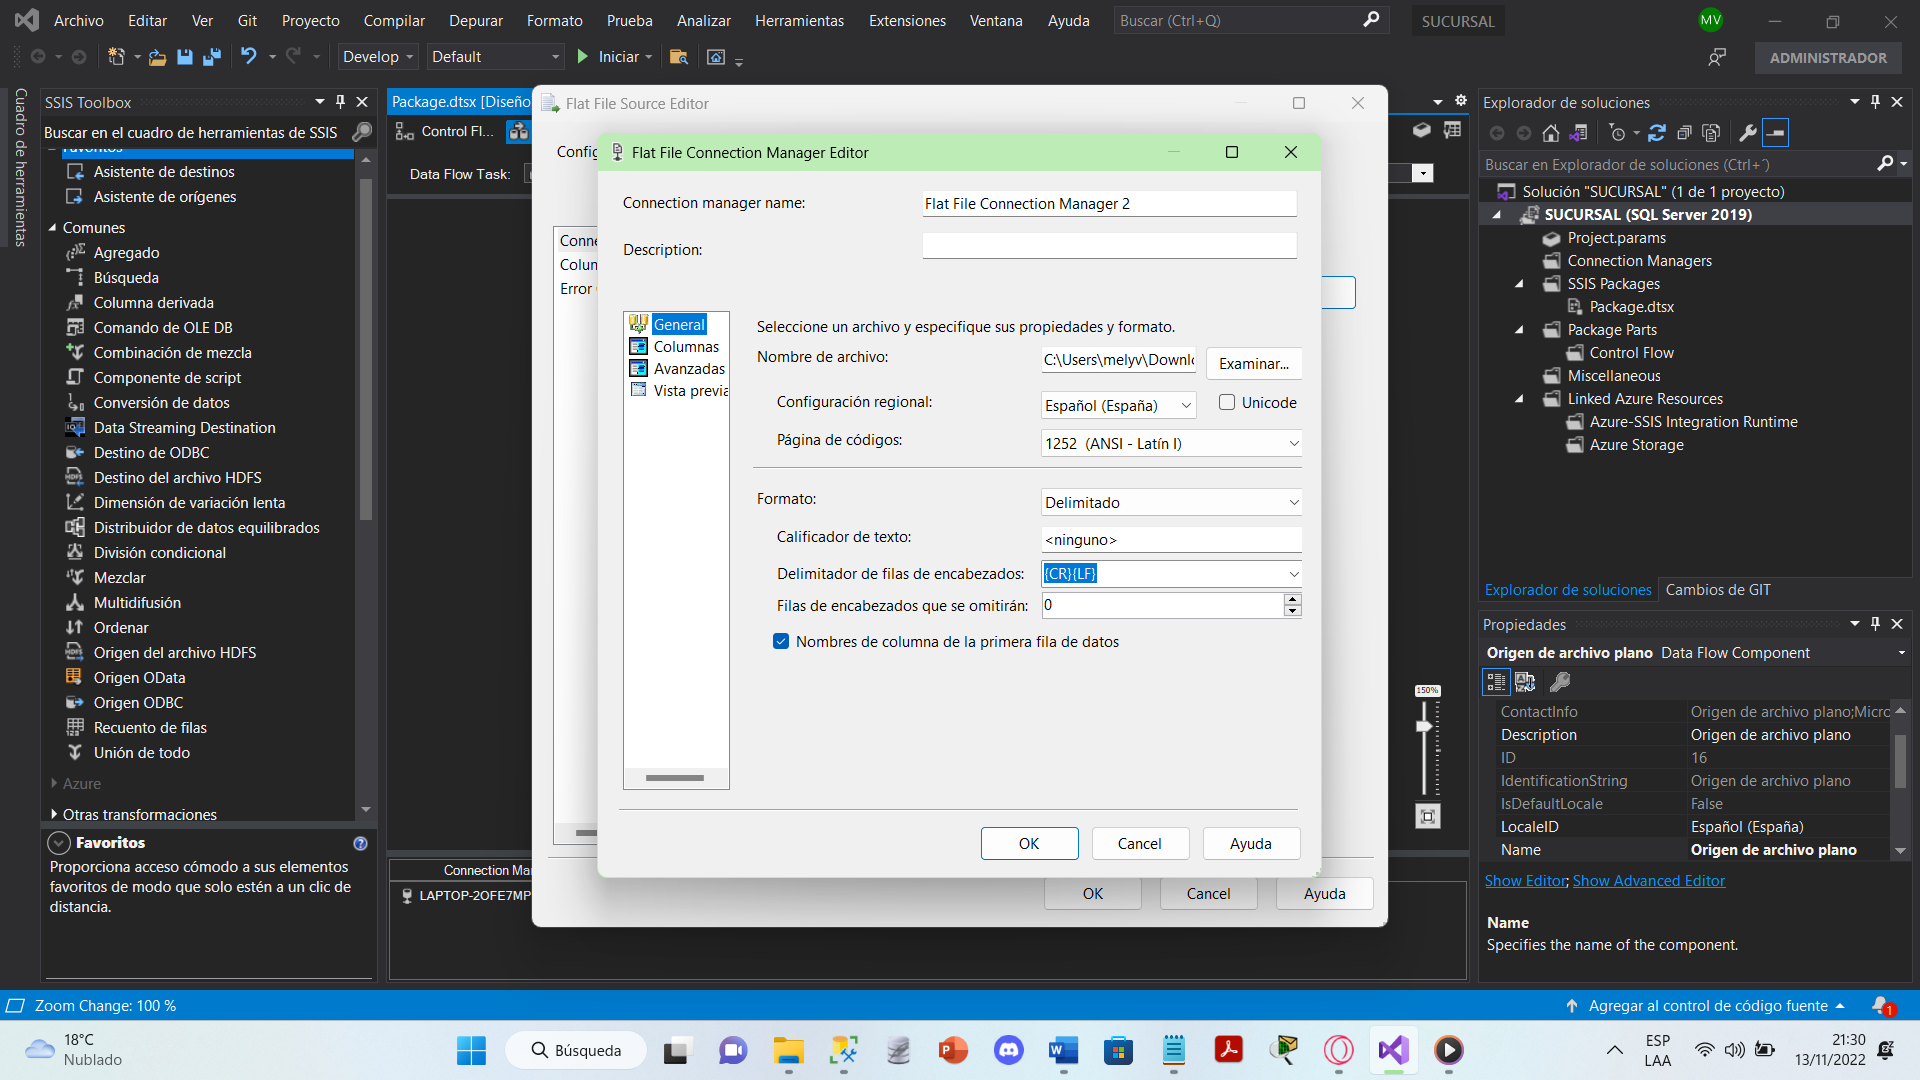 Archivo Editar Ver Git Proyecto Compilar Depurar Formato Prueba Analizar Herramientas Extensiones Ventana Ayuda Buscar (Ctrl+Q) SUCURSAL MV
Develop Default Iniciar ADMINISTRADOR
Cuadro de herramientas
SSIS Toolbox
Buscar en el cuadro de herramientas de SSIS
Favoritos
Asistente de destinos
Asistente de orígenes
Comunes
Agregado
Búsqueda
Columna derivada
Comando de OLE DB
Combinación de mezcla
Componente de script
Conversión de datos
Data Streaming Destination
Destino de ODBC
Destino del archivo HDFS
Dimensión de variación lenta
Distribuidor de datos equilibrados
División condicional
Mezclar
Multidifusión
Ordenar
Origen del archivo HDFS
Origen OData
Origen ODBC
Recuento de filas
Unión de todo
Azure
Otras transformaciones
Favoritos
Proporciona acceso cómodo a sus elementos
favoritos de modo que solo estén a un clic de
distancia.
Package.dtsx [Diseño
Control Fl...
Data Flow Task:
150%
Connection Ma
LAPTOP-2OFE7MP
Flat File Source Editor
Config
Conne
Colun
Error
OK Cancel Ayuda
Flat File Connection Manager Editor
Connection manager name: Flat File Connection Manager 2
Description:
General
Columnas
Avanzadas
Vista previa
Seleccione un archivo y especifique sus propiedades y formato.
Nombre de archivo: C:\Users\melyv\Downlo Examinar...
Configuración regional: Español (España) Unicode
Página de códigos: 1252 (ANSI - Latín I)
Formato: Delimitado
Calificador de texto: <ninguno>
Delimitador de filas de encabezados: {CR}{LF}
Filas de encabezados que se omitirán: 0
Nombres de columna de la primera fila de datos
OK Cancel Ayuda
Explorador de soluciones
Buscar en Explorador de soluciones (Ctrl+´)
Solución "SUCURSAL" (1 de 1 proyecto)
SUCURSAL (SQL Server 2019)
Project.params
Connection Managers
SSIS Packages
Package.dtsx
Package Parts
Control Flow
Miscellaneous
Linked Azure Resources
Azure-SSIS Integration Runtime
Azure Storage
Explorador de soluciones Cambios de GIT
Propiedades
Origen de archivo plano Data Flow Component
ContactInfo Origen de archivo plano;Micro
Description Origen de archivo plano
ID 16
IdentificationString Origen de archivo plano
IsDefaultLocale False
LocaleID Español (España)
Name Origen de archivo plano
Show Editor; Show Advanced Editor
Name
Specifies the name of the component.
Zoom Change: 100 % Agregar al control de código fuente 1
18°C
Nublado
Búsqueda
ESP
LAA
21:30
13/11/2022